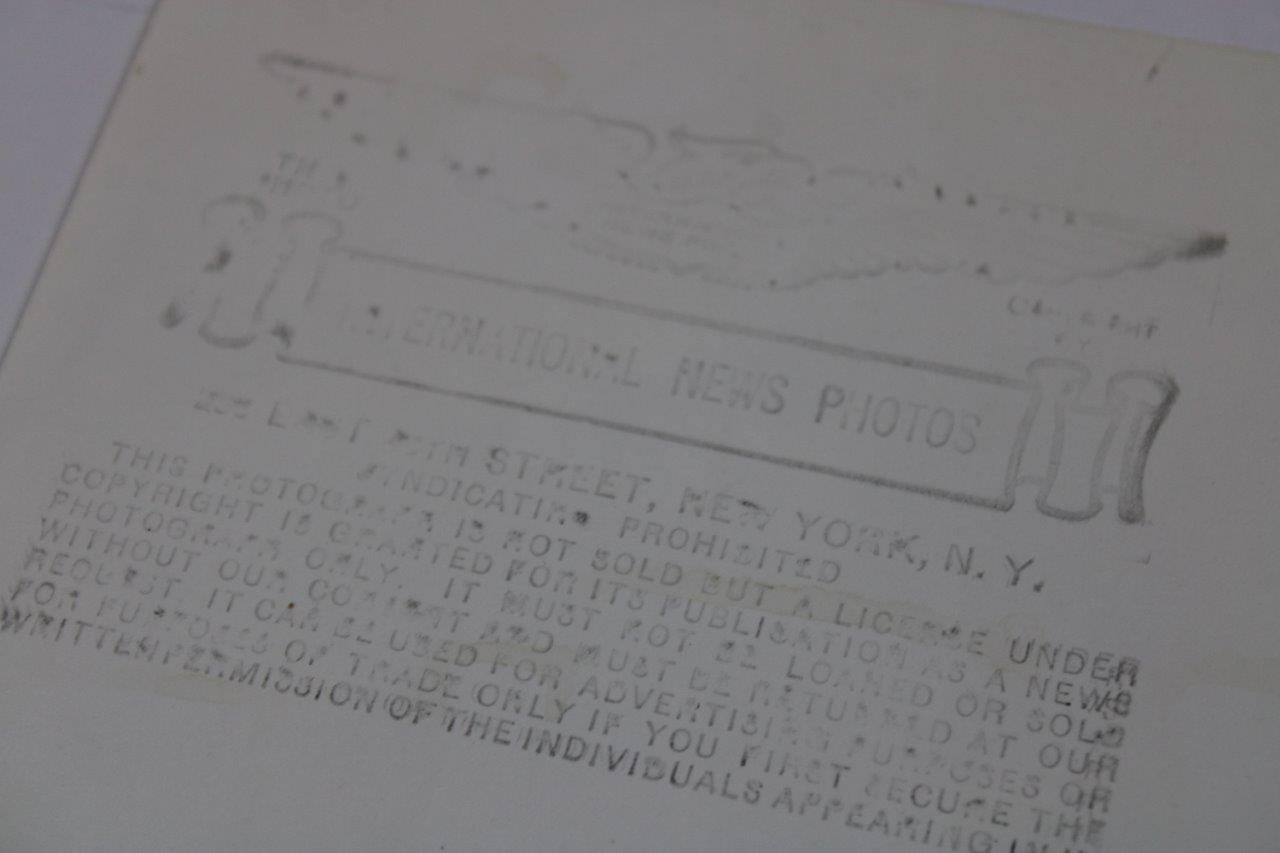 INTERNATIONAL NEWS PHOTOS
STREET, NEW YORK, N. Y.
SYNDICATING PROHIBITED
THIS PHOTOGRAPH IS NOT SOLD BUT A LICENSE UNDER
COPYRIGHT IS GRANTED FOR ITS PUBLICATION AS A NEWS
PHOTOGRAPH ONLY. IT MUST NOT BE LOANED OR SOLD
WITHOUT OUR CONSENT AND MUST BE RETURNED AT OUR
REQUEST. IT CAN BE USED FOR ADVERTISING PURPOSES OR
FOR PURPOSES OF TRADE ONLY IF YOU FIRST SECURE THE
WRITTEN PERMISSION OF THE INDIVIDUALS APPEARING IN